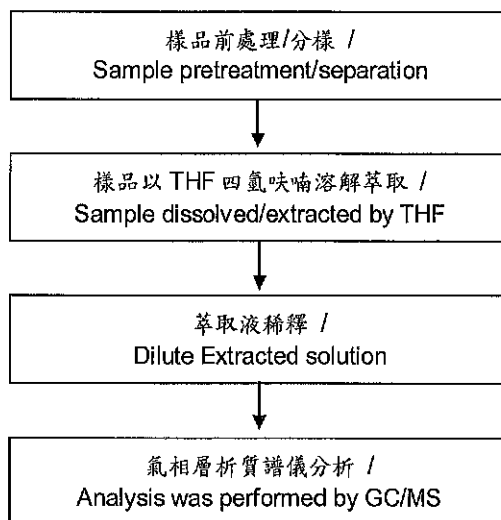 樣品前處理/分樣 /
Sample pretreatment/separation
樣品以 THF 四氫呋喃溶解萃取 /
Sample dissolved/extracted by THF
萃取液稀釋 /
Dilute Extracted solution
氣相層析質譜儀分析 /
Analysis was performed by GC/MS